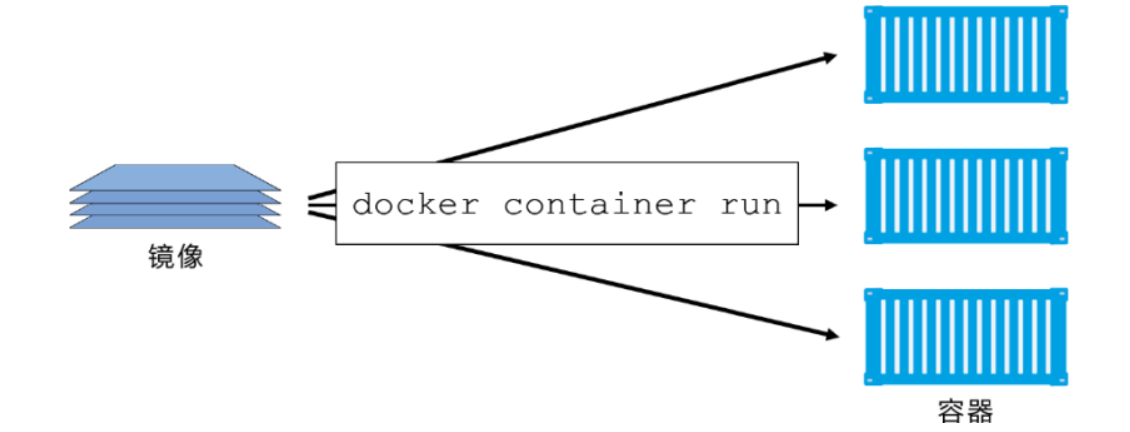 docker container run
镜像
容器